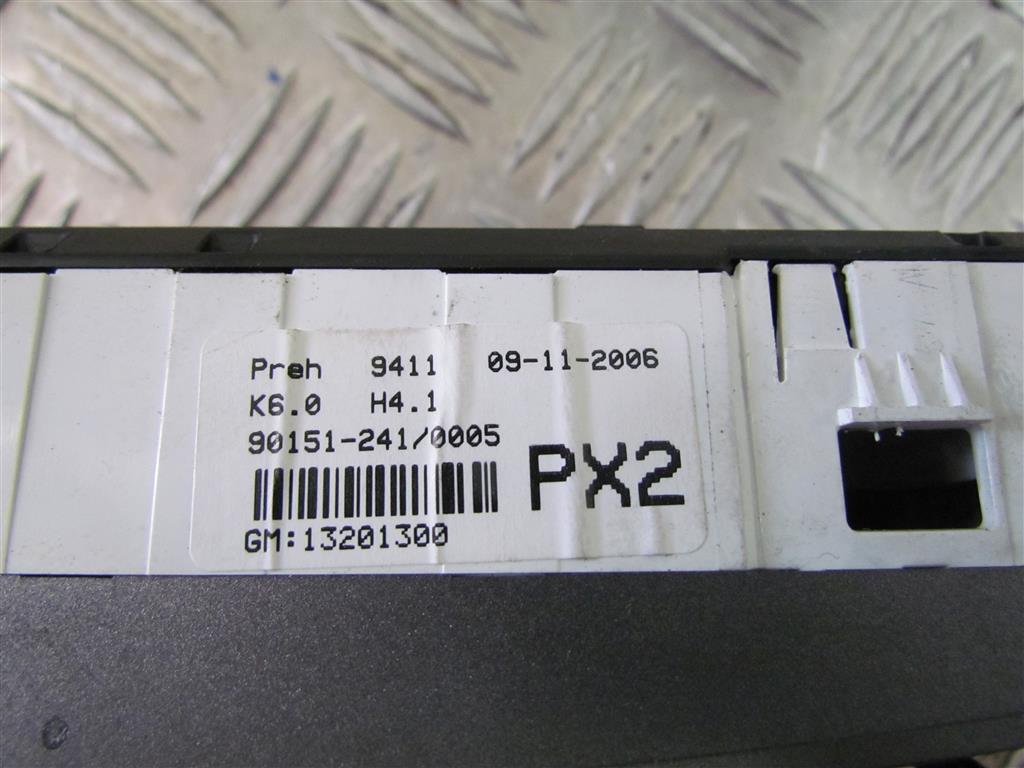 Preh 9411 09-11-2006
K6.0 H4.1
90151-241/0005
PX2
GM:13201300